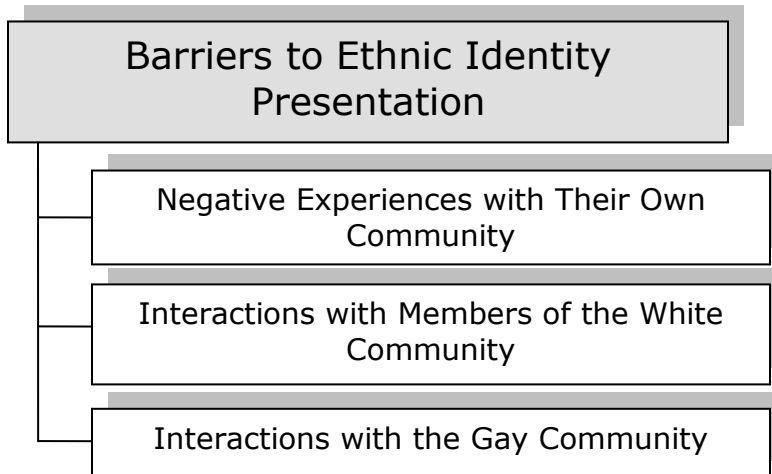 Barriers to Ethnic Identity
Presentation
Negative Experiences with Their Own
Community
Interactions with Members of the White
Community
Interactions with the Gay Community